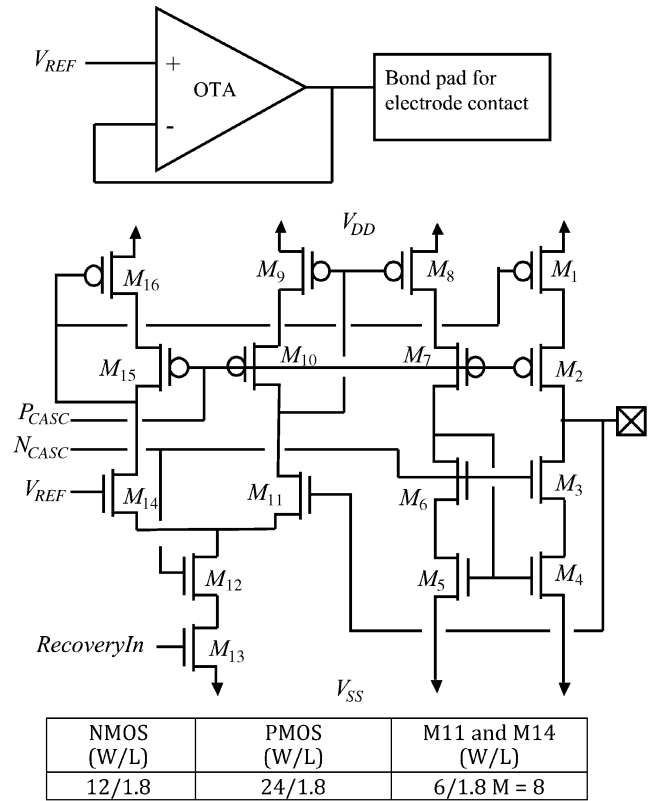 V_REF
+
OTA
-
Bond pad for
electrode contact
V_DD
M_16
M_9
M_8
M_1
M_15
M_10
M_7
M_2
P_CASC
N_CASC
V_REF
M_14
M_11
M_6
M_3
M_12
M_5
M_4
RecoveryIn
M_13
V_SS
NMOS
(W/L)
PMOS
(W/L)
M11 and M14
(W/L)
12/1.8
24/1.8
6/1.8 M = 8